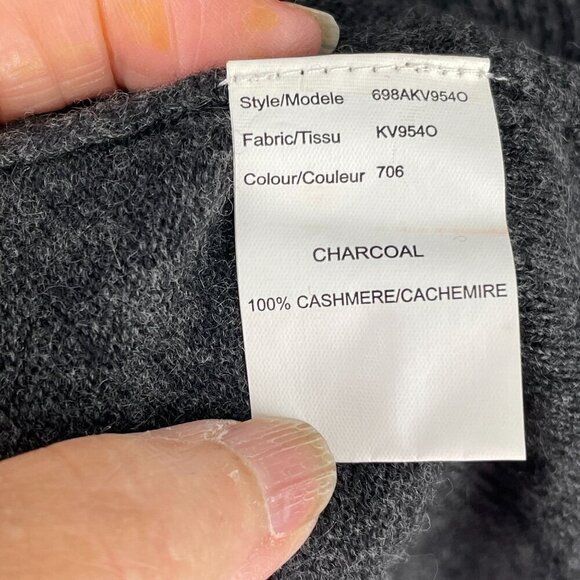 Style/Modele 698AKV954O
Fabric/Tissu KV954O
Colour/Couleur 706
CHARCOAL
100% CASHMERE/CACHEMIRE